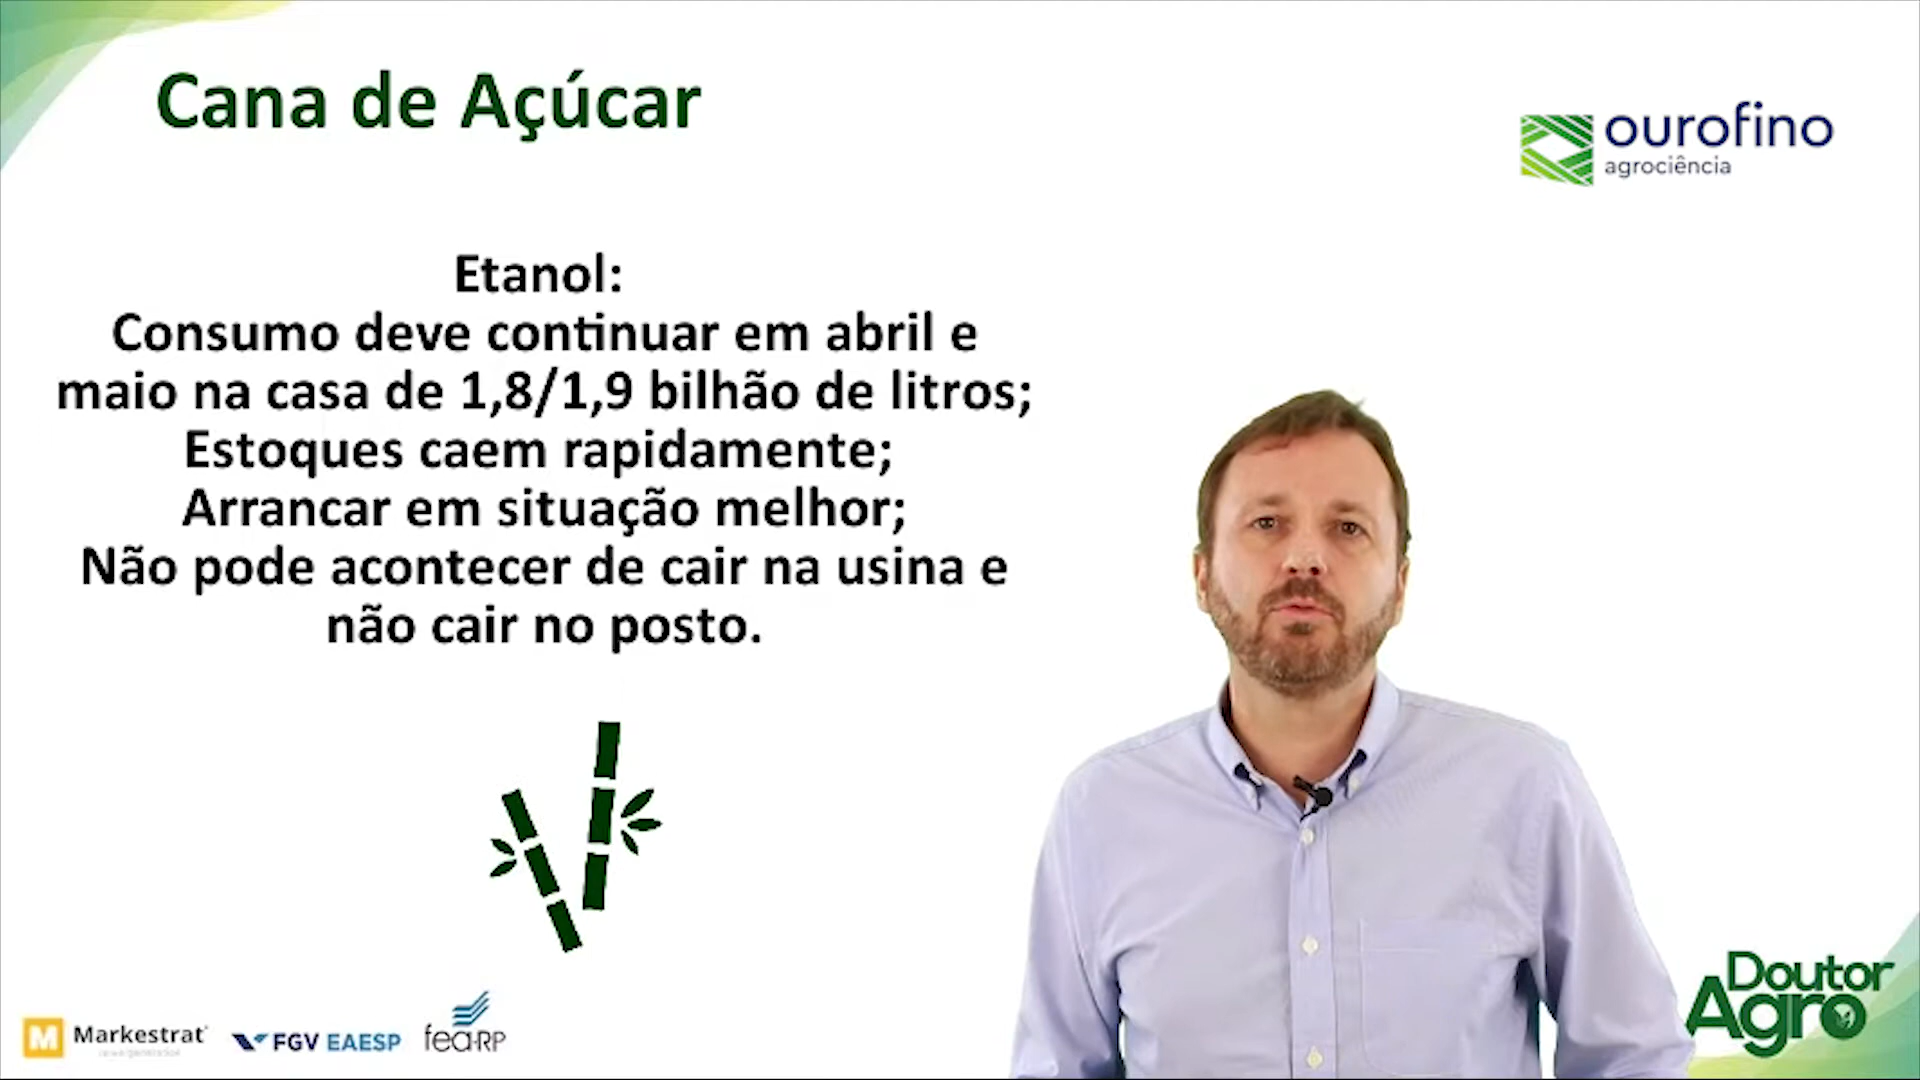 Cana de Açúcar
ourofino
agrociência
Etanol:
Consumo deve continuar em abril e
maio na casa de 1,8/1,9 bilhão de litros;
Estoques caem rapidamente;
Arrancar em situação melhor;
Não pode acontecer de cair na usina e
não cair no posto.
Doutor
Agro
M Markestrat
FGV EAESP
fea-RP